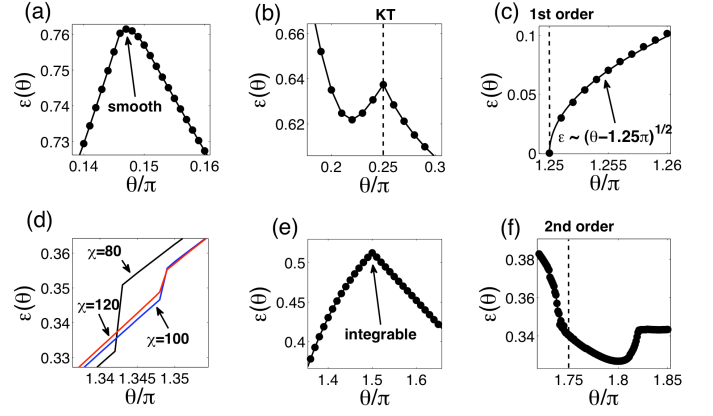 (a)
ε(θ)
0.76
0.75
0.74
0.73
smooth
0.14 0.15 0.16
θ/π
(b)
KT
ε(θ)
0.66
0.64
0.62
0.2 0.25 0.3
θ/π
(c)
1st order
ε(θ)
0.1
0.05
0
ε ~ (θ−1.25π)^1/2
1.25 1.255 1.26
θ/π
(d)
ε(θ)
0.36
0.35
0.34
0.33
χ=80
χ=120
χ=100
1.34 1.345 1.35
θ/π
(e)
ε(θ)
0.5
0.45
0.4
integrable
1.4 1.5 1.6
θ/π
(f)
2nd order
ε(θ)
0.38
0.36
0.34
1.75 1.8 1.85
θ/π